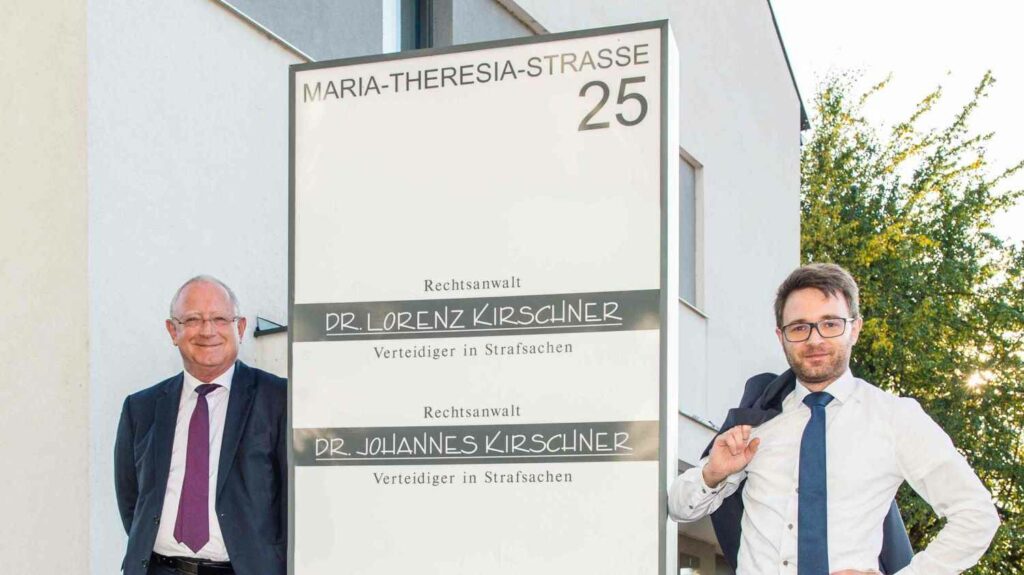 MARIA-THERESIA-STRASSE
25
Rechtsanwalt
DR. LORENZ KIRSCHNER
Verteidiger in Strafsachen
Rechtsanwalt
DR. JOHANNES KIRSCHNER
Verteidiger in Strafsachen